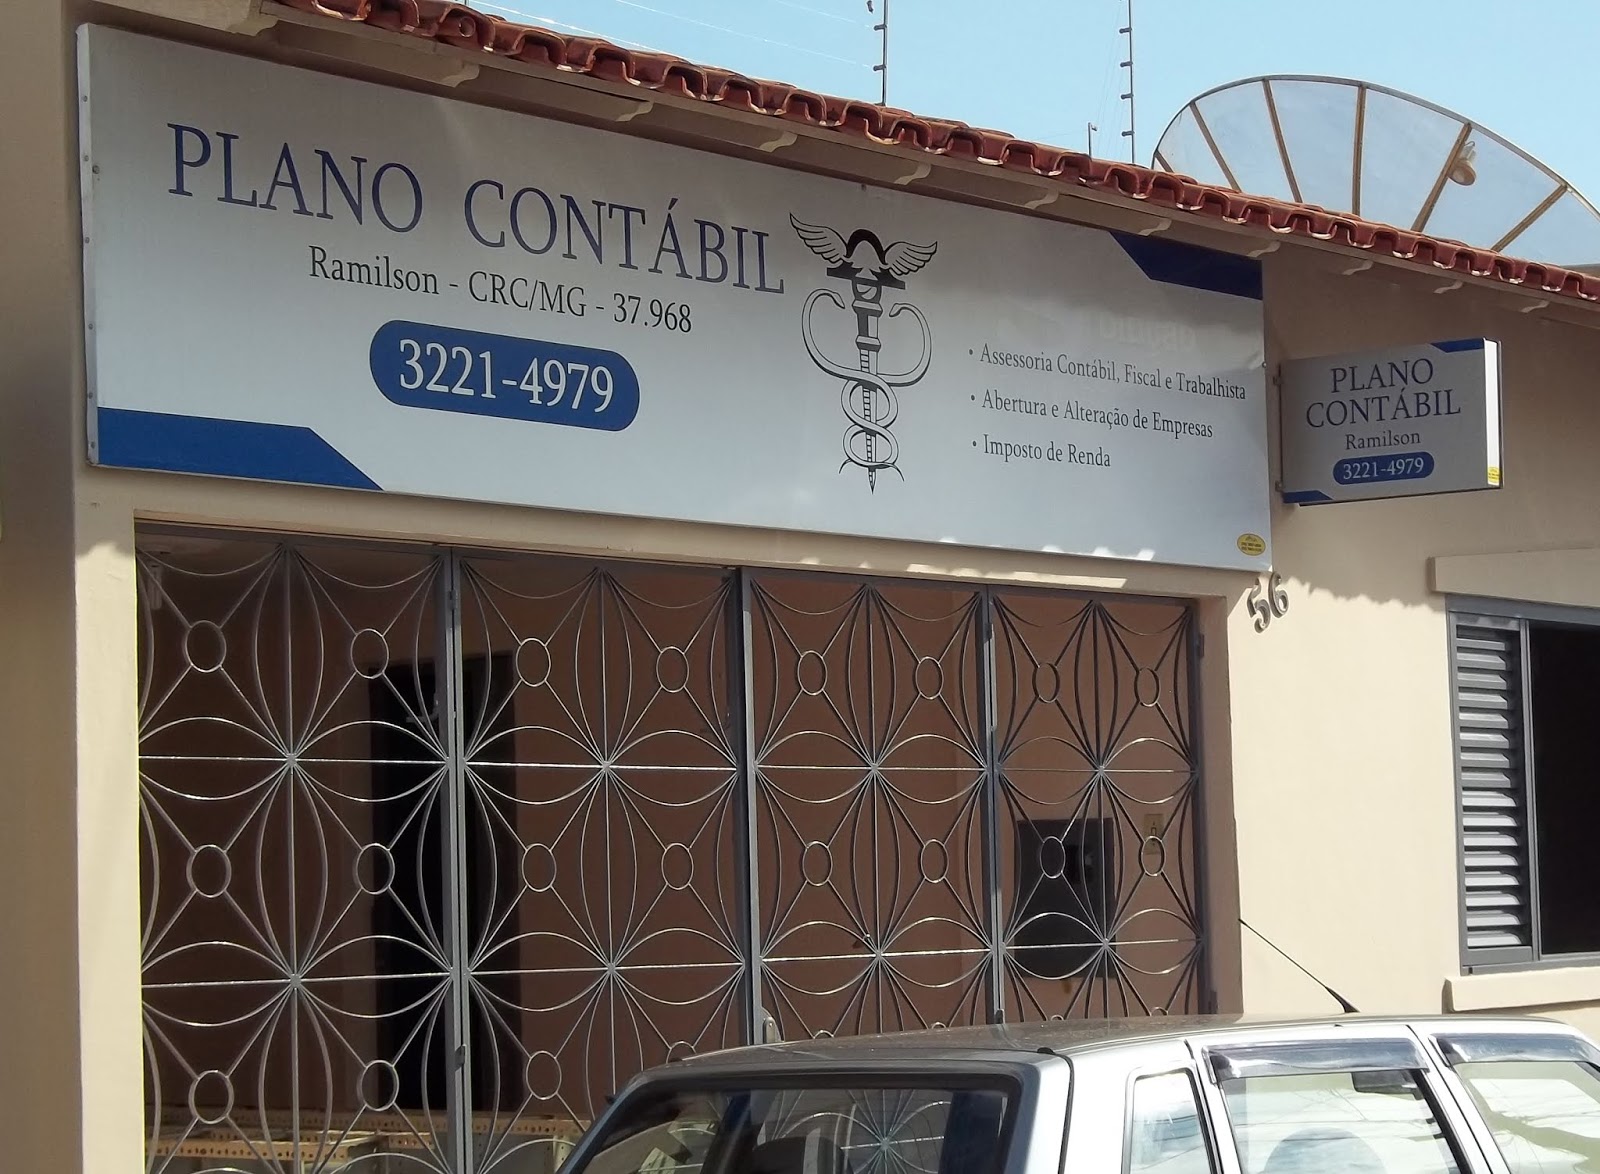 PLANO CONTÁBIL
Ramilson - CRC/MG - 37.968
3221-4979
• Assessoria Contábil, Fiscal e Trabalhista
• Abertura e Alteração de Empresas
• Imposto de Renda
PLANO
CONTÁBIL
Ramilson
3221-4979
56